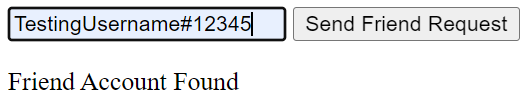 TestingUsername#12345 Send Friend Request
Friend Account Found